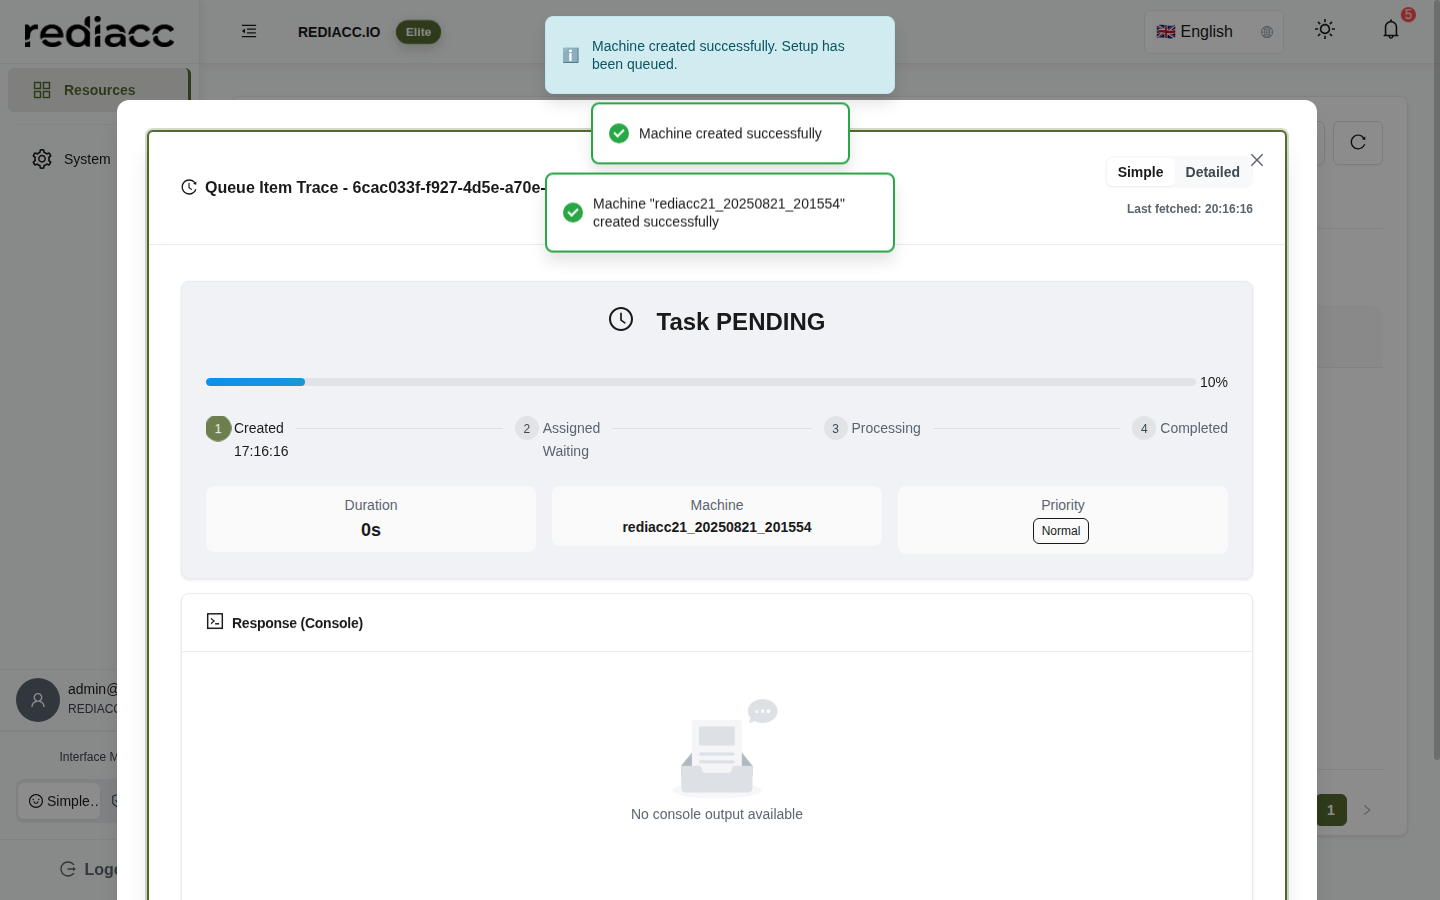 rediacc
REDIACC.IO
Elite
English
5
Machine created successfully. Setup has
been queued.
Machine created successfully
Machine "rediacc21_20250821_201554"
created successfully
Resources
System
Queue Item Trace - 6cac033f-f927-4d5e-a70e-
Simple
Detailed
Last fetched: 20:16:16
Task PENDING
10%
1
Created
17:16:16
2
Assigned
Waiting
3
Processing
4
Completed
Duration
0s
Machine
rediacc21_20250821_201554
Priority
Normal
Response (Console)
No console output available
admin@
REDIACC
Interface M
Simple...
1
Logo